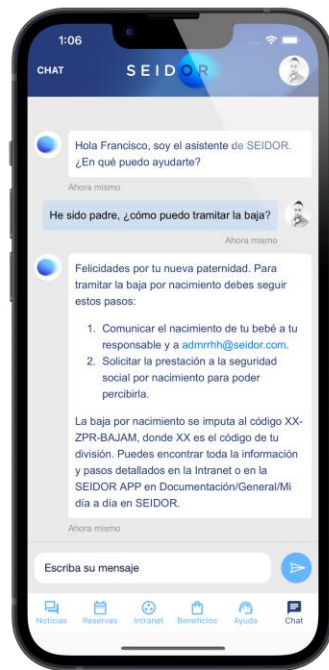 1:06
CHAT
SEIDOR
Hola Francisco, soy el asistente de SEIDOR.
¿En qué puedo ayudarte?
Ahora mismo
He sido padre, ¿cómo puedo tramitar la baja?
Ahora mismo
Felicidades por tu nueva paternidad. Para
tramitar la baja por nacimiento debes seguir
estos pasos:
1. Comunicar el nacimiento de tu bebé a tu
responsable y a admrrhh@seidor.com.
2. Solicitar la prestación a la seguridad
social por nacimiento para poder
percibirla.
La baja por nacimiento se imputa al código XX-
ZPR-BAJAM, donde XX es el código de tu
división. Puedes encontrar toda la información
y pasos detallados en la Intranet o en la
SEIDOR APP en Documentación/General/Mi
día a día en SEIDOR.
Ahora mismo
Escriba su mensaje
Noticias Reservas Intranet Beneficios Ayuda Chat